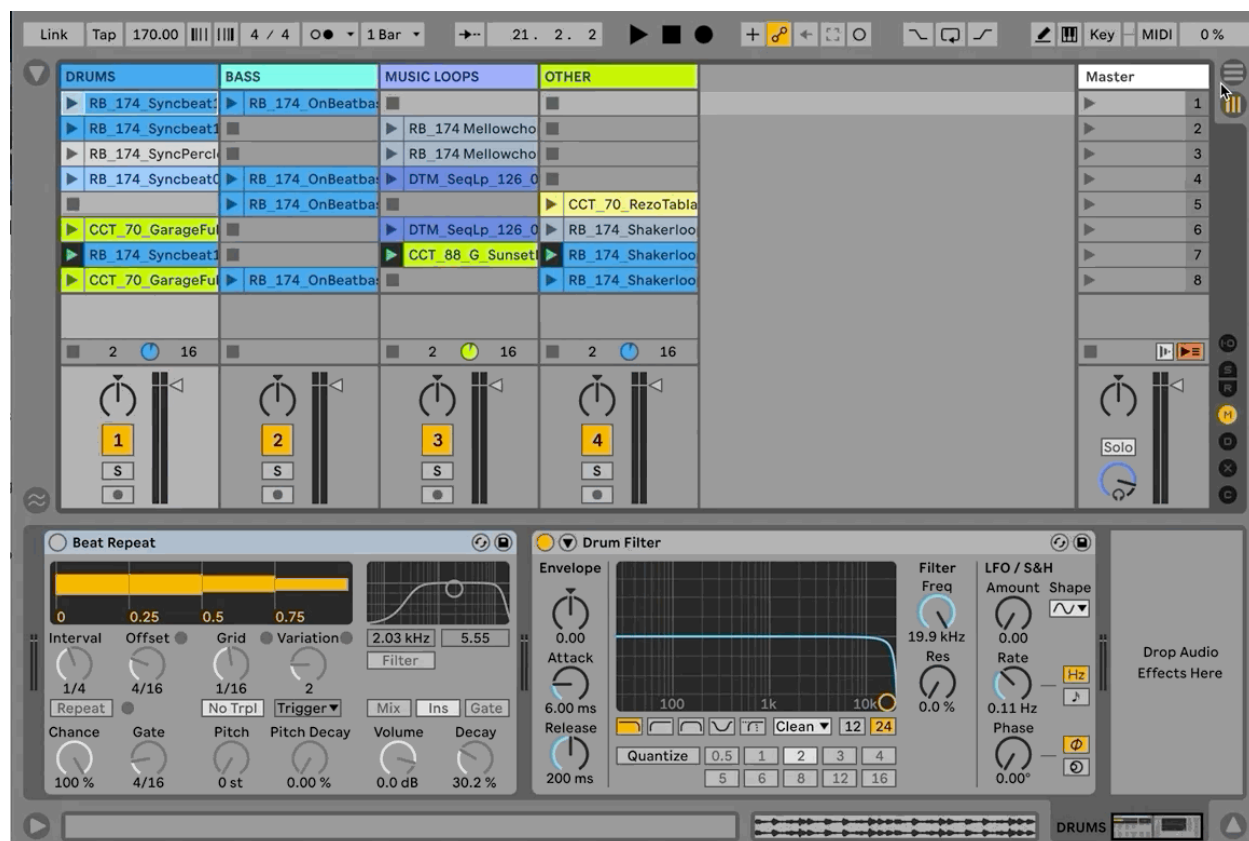 Link Tap 170.00 4 / 4 1 Bar 21. 2. 2 Key MIDI 0 %
DRUMS BASS MUSIC LOOPS OTHER Master
RB_174_Syncbeat1 RB_174_OnBeatba: 1
RB_174_Syncbeat1 RB_174 Mellowcho 2
RB_174_SyncPercl RB_174 Mellowcho 3
RB_174_Syncbeat0 RB_174_OnBeatba: DTM_SeqLp_126_0 4
RB_174_OnBeatba: CCT_70_RezoTabla 5
CCT_70_GarageFul DTM_SeqLp_126_0 RB_174_Shakerloo 6
RB_174_Syncbeat1 CCT_88_G_Sunset RB_174_Shakerloo 7
CCT_70_GarageFul RB_174_OnBeatba: RB_174_Shakerloo 8
2 16 2 16 2 16
I·O
S
R
1 2 3 4 M
S S S S Solo D
X
C
Beat Repeat Drum Filter
Envelope Filter LFO / S&H
Freq Amount Shape
0 0.25 0.5 0.75
Interval Offset Grid Variation 2.03 kHz 5.55 0.00 19.9 kHz 0.00
Filter Attack Res Rate Drop Audio
Effects Here
1/4 4/16 1/16 2 Hz
Repeat No Trpl Trigger Mix Ins Gate 6.00 ms 100 1k 10k 0.0 % 0.11 Hz
Chance Gate Pitch Pitch Decay Volume Decay Release Clean 12 24 Phase
Quantize 0.5 1 2 3 4
100 % 4/16 0 st 0.00 % 0.0 dB 30.2 % 200 ms 5 6 8 12 16 0.00°
DRUMS